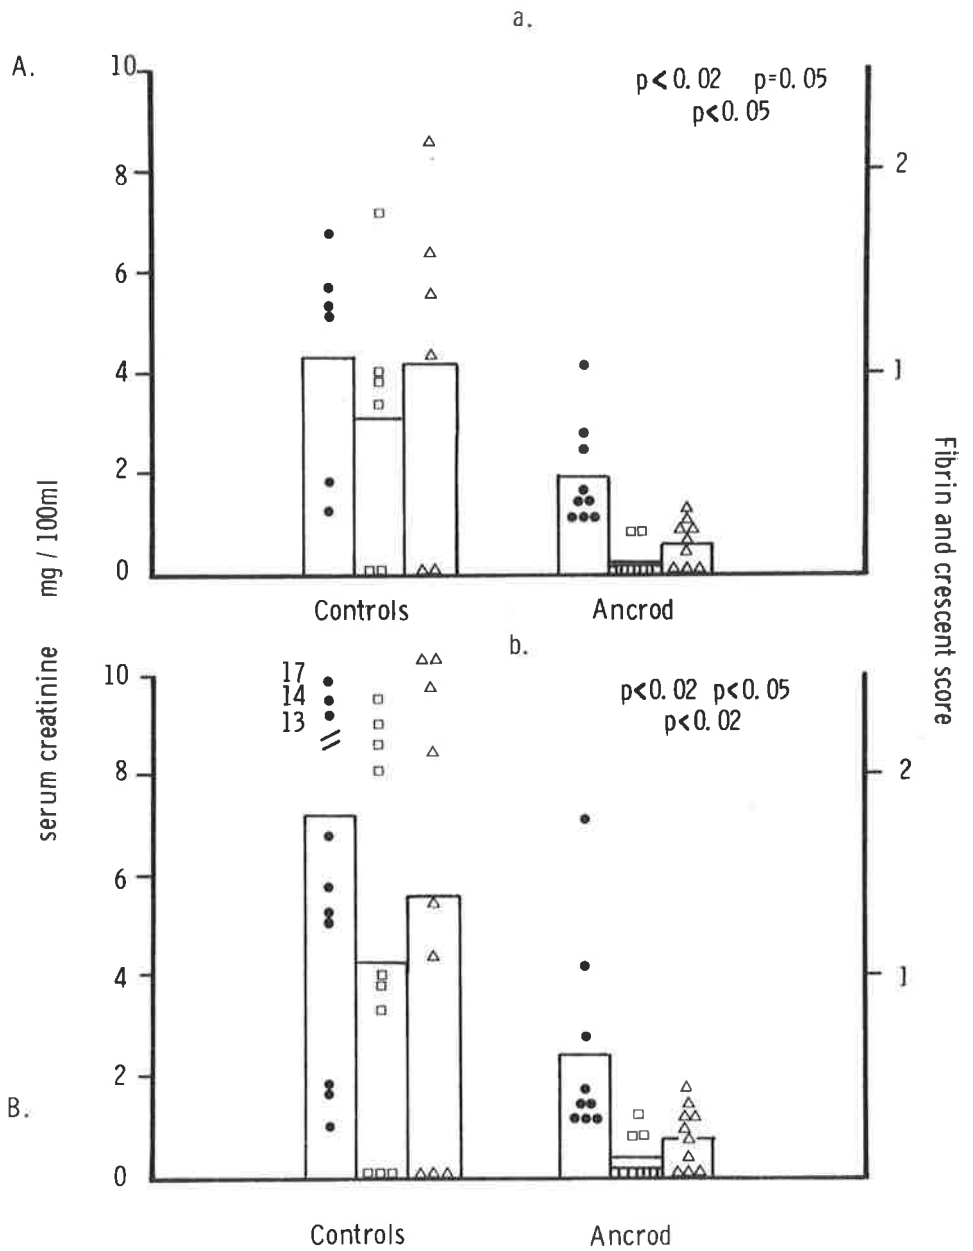 a.
A.
10
8
6
4
2
0
p<0.02 p=0.05
p<0.05
2
1
Controls
Ancrod
b.
10
8
6
4
2
0
17
14
13
p<0.02 p<0.05
p<0.02
2
1
B.
Controls
Ancrod
serum creatinine mg / 100ml
Fibrin and crescent score